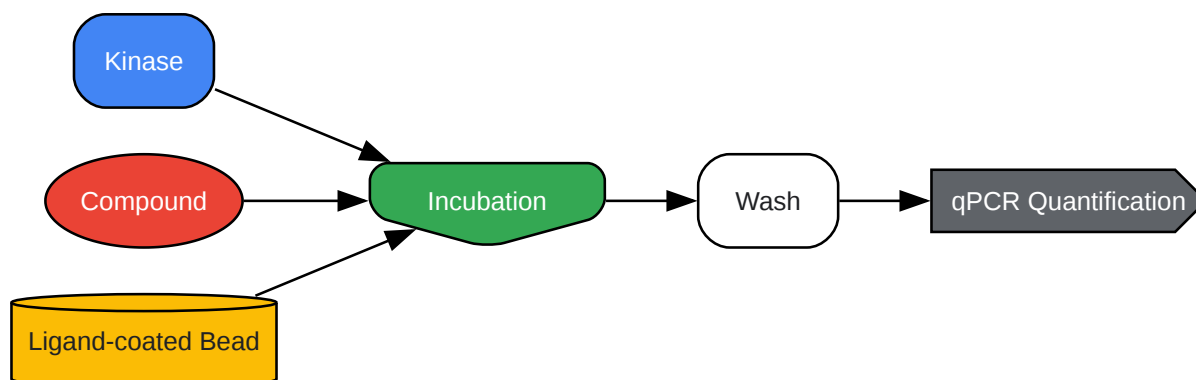 Kinase
Compound
Ligand-coated Bead
Incubation
Wash
qPCR Quantification